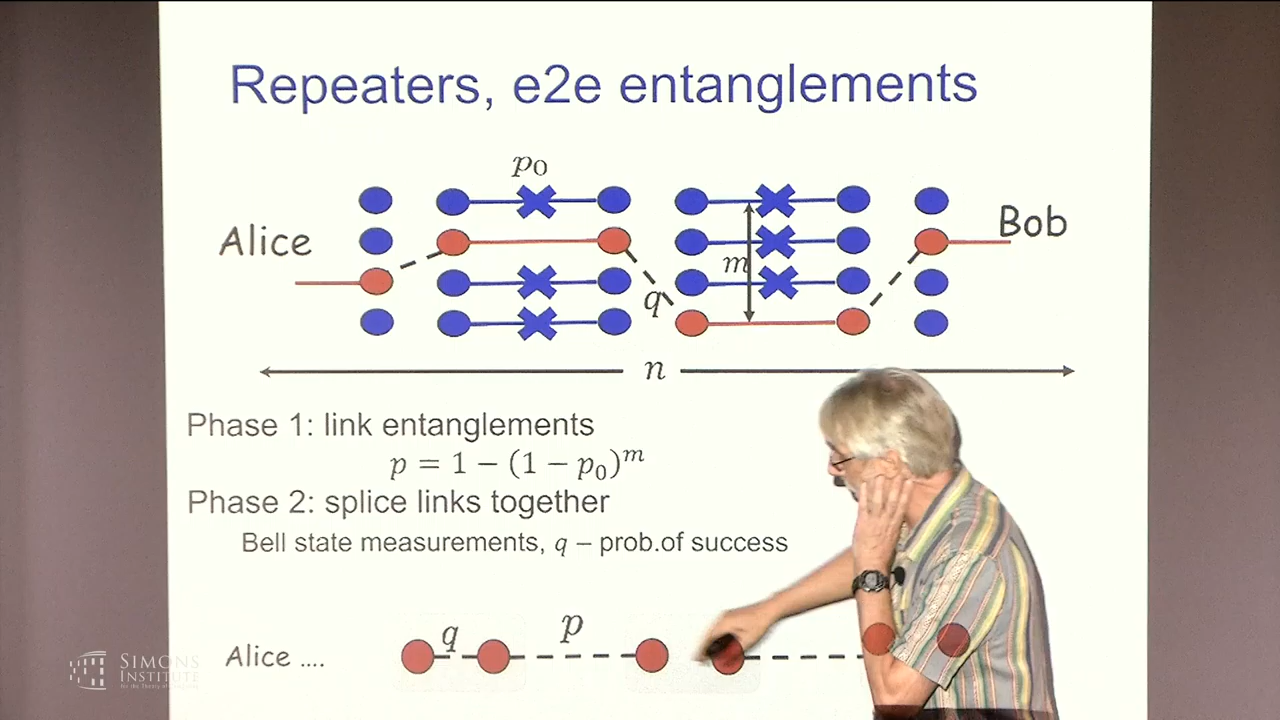 Repeaters, e2e entanglements
p₀
Alice
Bob
m
q
n
Phase 1: link entanglements
p = 1 − (1 − p₀)ᵐ
Phase 2: splice links together
Bell state measurements, q – prob.of success
q
p
Alice ....
SIMONS
INSTITUTE